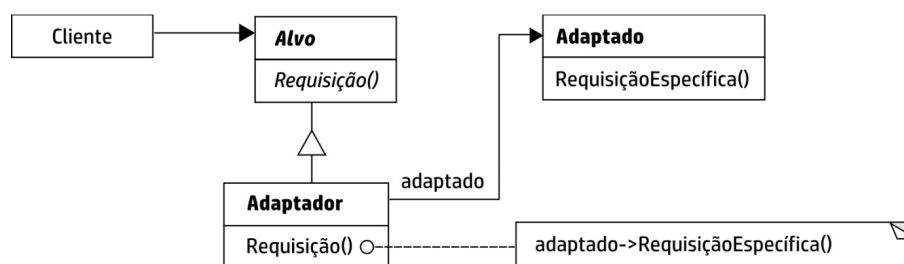 Cliente
Alvo
Requisição()
Adaptado
RequisiçãoEspecífica()
adaptado
Adaptador
Requisição()
adaptado->RequisiçãoEspecífica()